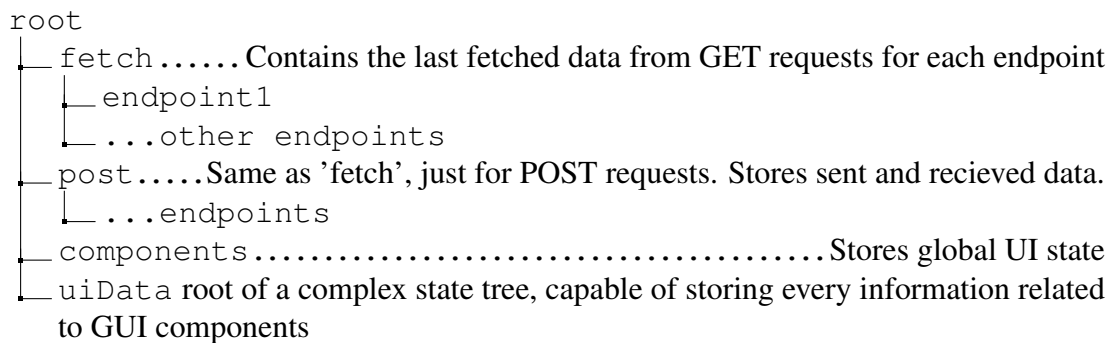 root
fetch ...... Contains the last fetched data from GET requests for each endpoint
endpoint1
...other endpoints
post.....Same as 'fetch', just for POST requests. Stores sent and recieved data.
...endpoints
components..........................................Stores global UI state
uiData root of a complex state tree, capable of storing every information related
to GUI components